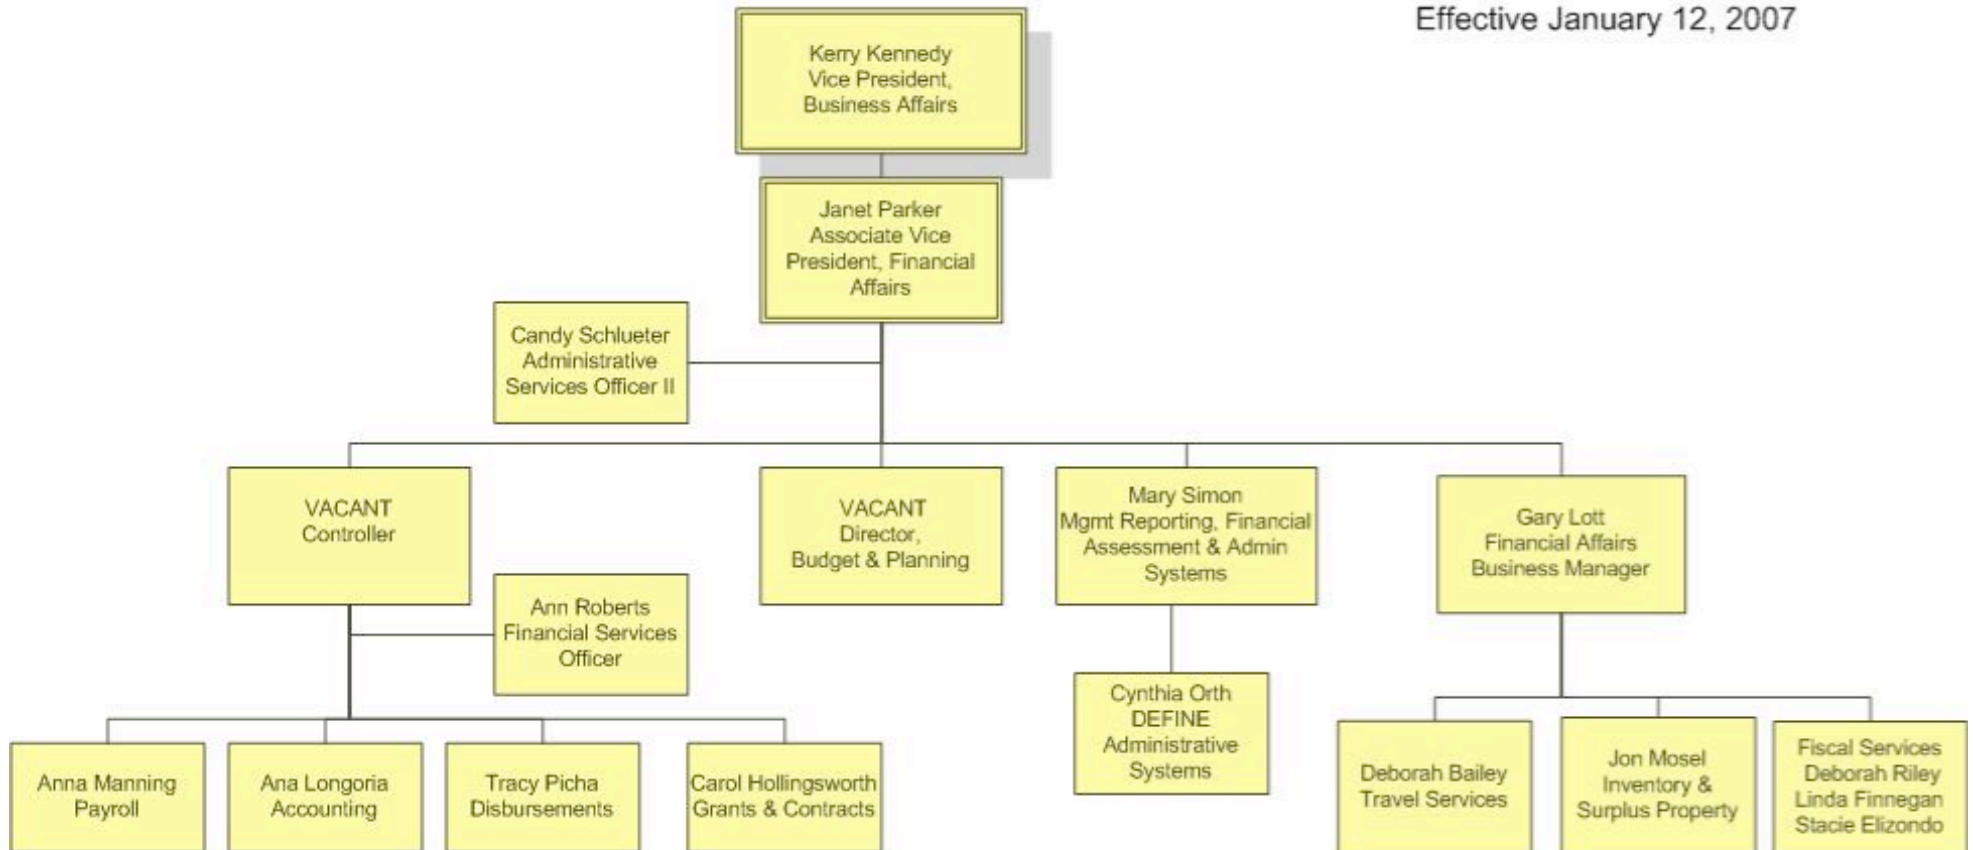 Effective January 12, 2007
Kerry Kennedy
Vice President,
Business Affairs
Janet Parker
Associate Vice
President, Financial
Affairs
Candy Schlueter
Administrative
Services Officer II
VACANT
Controller
VACANT
Director,
Budget & Planning
Mary Simon
Mgmt Reporting, Financial
Assessment & Admin
Systems
Gary Lott
Financial Affairs
Business Manager
Ann Roberts
Financial Services
Officer
Cynthia Orth
DEFINE
Administrative
Systems
Anna Manning
Payroll
Ana Longoria
Accounting
Tracy Picha
Disbursements
Carol Hollingsworth
Grants & Contracts
Deborah Bailey
Travel Services
Jon Mosel
Inventory &
Surplus Property
Fiscal Services
Deborah Riley
Linda Finnegan
Stacie Elizondo